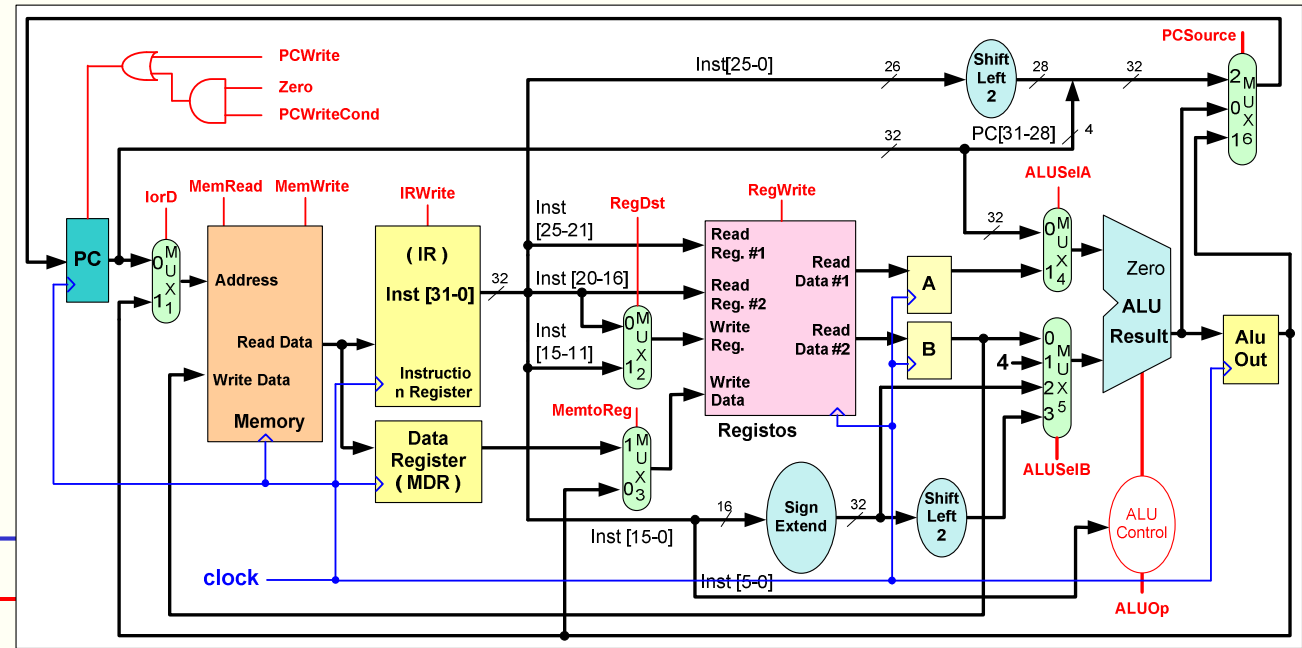 PCWrite
Zero
PCWriteCond
Inst[25-0]
26
Shift
Left
2
28
32
PCSource
2
0
1
M
U
X
6
32
PC[31-28]
4
IorD
MemRead
MemWrite
IRWrite
RegDst
RegWrite
ALUSelA
PC
0
1
M
U
X
1
Address
Read Data
Write Data
Memory
( IR )
Inst [31-0]
Instructio
n Register
32
Data
Register
( MDR )
Inst
[25-21]
Inst [20-16]
Inst
[15-11]
0
1
M
U
X
2
MemtoReg
1
0
M
U
X
3
Read
Reg. #1
Read
Reg. #2
Write
Reg.
Write
Data
Read
Data #1
Read
Data #2
Registos
A
B
32
0
1
M
U
X
4
4
0
1
2
3
M
U
X
5
ALUSelB
Zero
ALU
Result
Alu
Out
16
Inst [15-0]
Sign
Extend
32
Shift
Left
2
ALU
Control
ALUOp
clock
Inst [5-0]